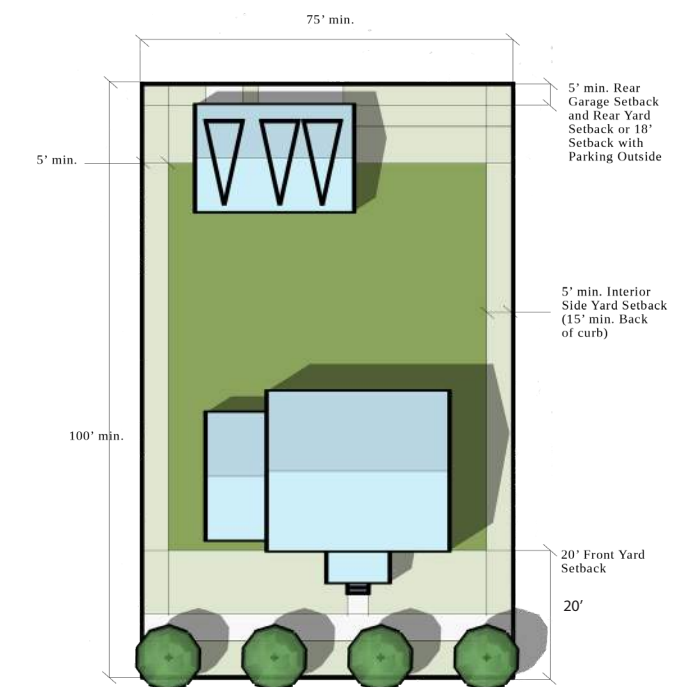 75’ min.
5’ min. Rear
Garage Setback
and Rear Yard
Setback or 18’
Setback with
Parking Outside
5’ min.
5’ min. Interior
Side Yard Setback
(15’ min. Back
of curb)
100’ min.
20’ Front Yard
Setback
20’